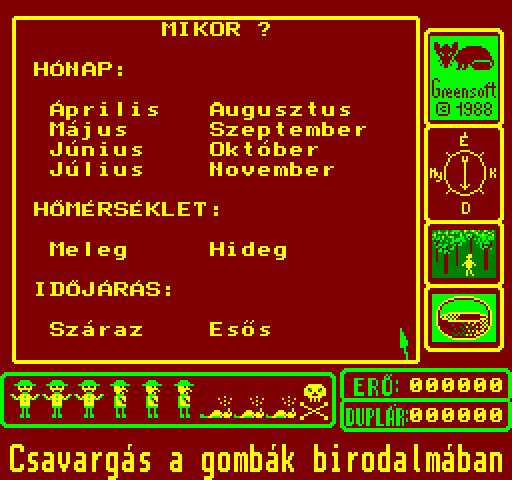 MIKOR ?
HÓNAP:
Április Augusztus
Május Szeptember
Június Október
Július November
HŐMÉRSÉKLET:
Meleg Hideg
IDŐJÁRÁS:
Száraz Esős
Greensoft
© 1988
É
Ny K
D
ERŐ: 000000
DUPLÁR: 000000
Csavargás a gombák birodalmában